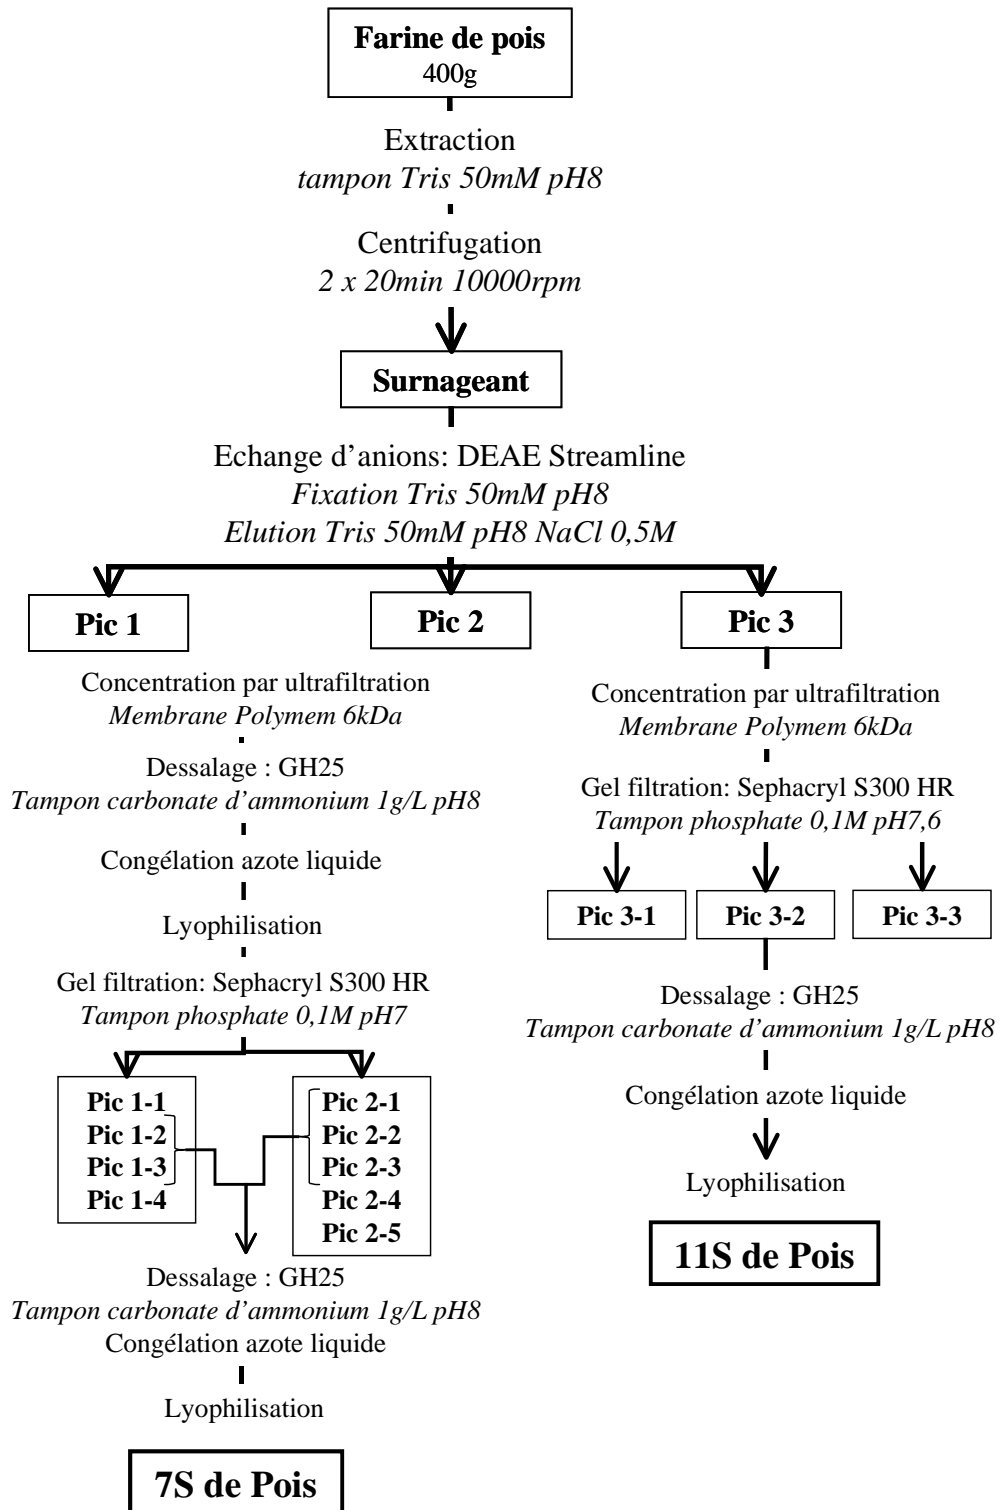 Farine de pois
400g
Extraction
tampon Tris 50mM pH8
Centrifugation
2 x 20min 10000rpm
Surnageant
Echange d’anions: DEAE Streamline
Fixation Tris 50mM pH8
Elution Tris 50mM pH8 NaCl 0,5M
Pic 1
Pic 2
Pic 3
Concentration par ultrafiltration
Membrane Polymem 6kDa
Dessalage : GH25
Tampon carbonate d’ammonium 1g/L pH8
Congélation azote liquide
Lyophilisation
Gel filtration: Sephacryl S300 HR
Tampon phosphate 0,1M pH7
Pic 1-1
Pic 1-2
Pic 1-3
Pic 1-4
Pic 2-1
Pic 2-2
Pic 2-3
Pic 2-4
Pic 2-5
Dessalage : GH25
Tampon carbonate d’ammonium 1g/L pH8
Congélation azote liquide
Lyophilisation
7S de Pois
Concentration par ultrafiltration
Membrane Polymem 6kDa
Gel filtration: Sephacryl S300 HR
Tampon phosphate 0,1M pH7,6
Pic 3-1
Pic 3-2
Pic 3-3
Dessalage : GH25
Tampon carbonate d’ammonium 1g/L pH8
Congélation azote liquide
Lyophilisation
11S de Pois